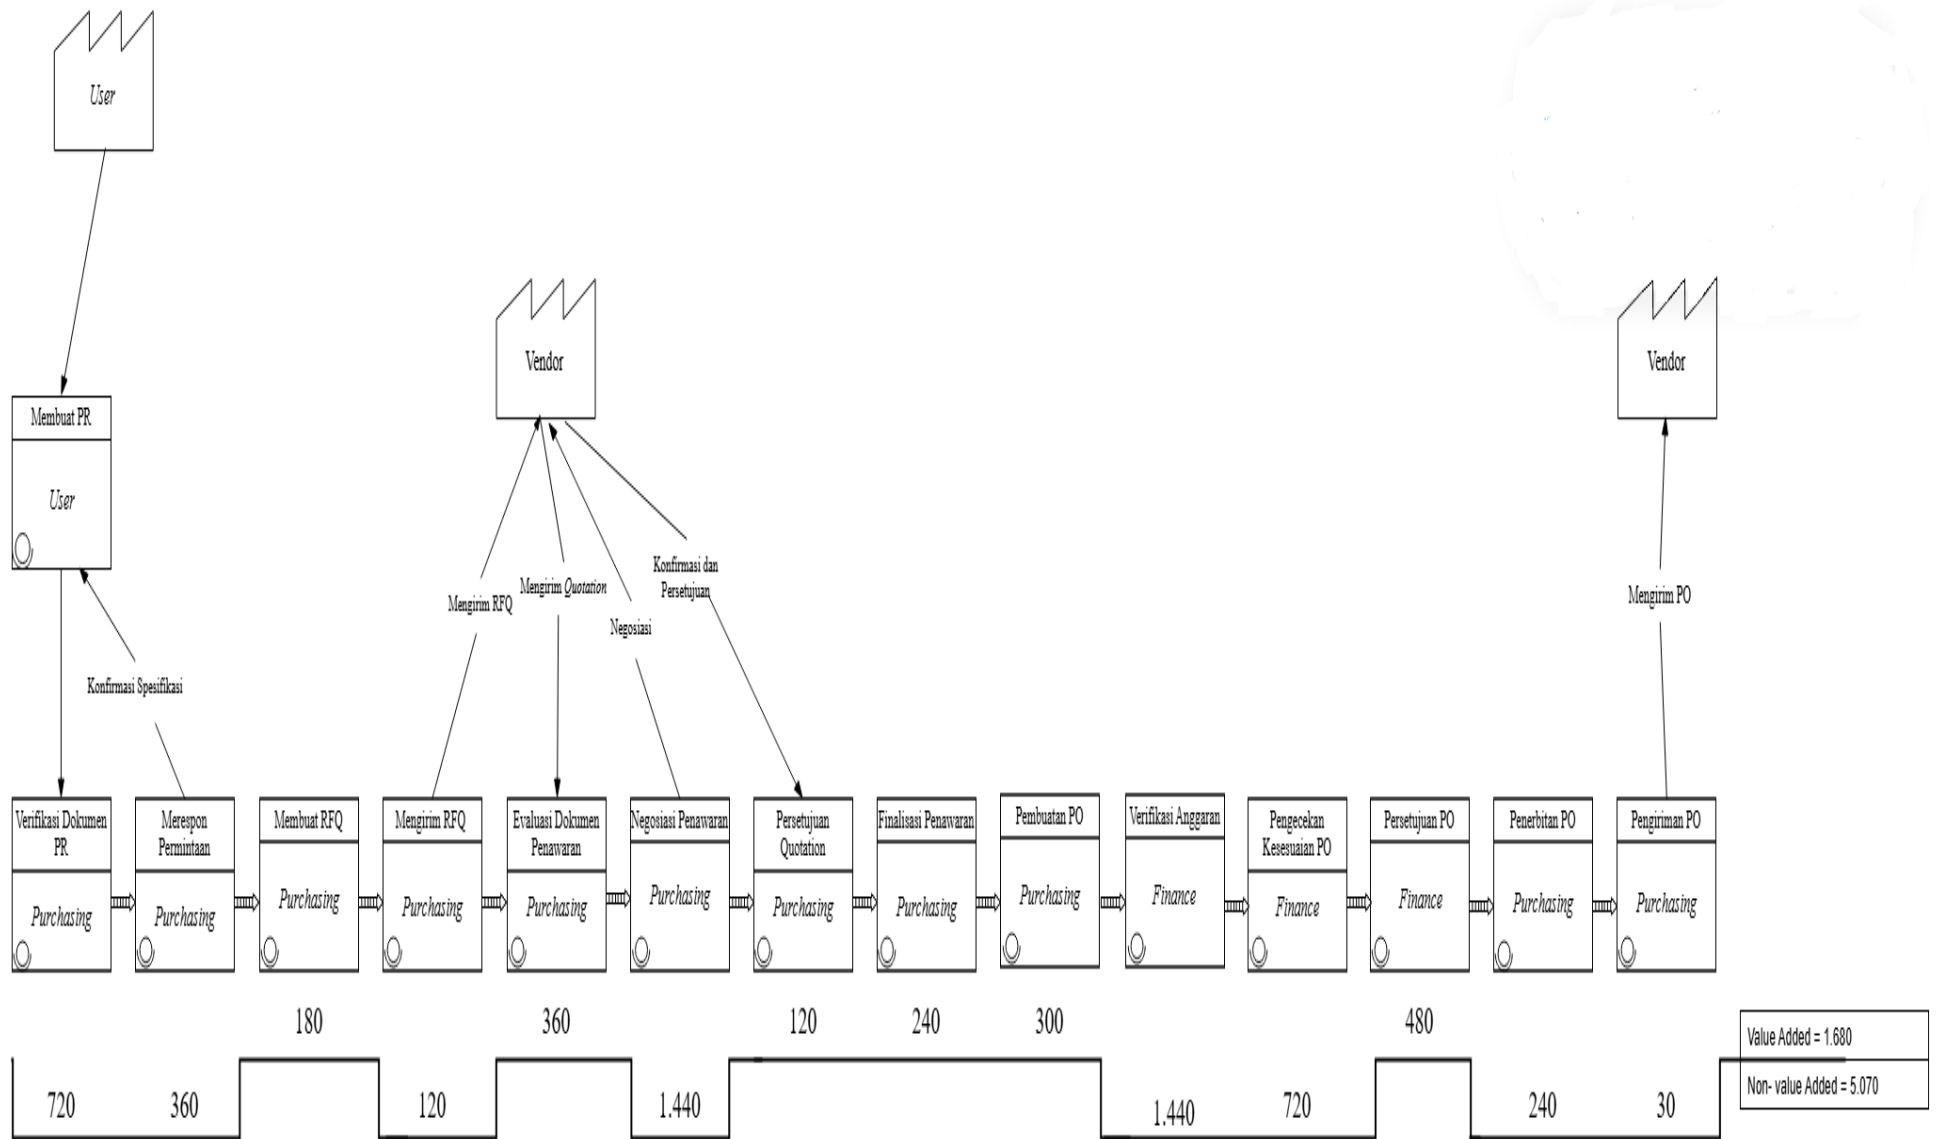 User
Vendor
Vendor
Membuat PR
User
Konfirmasi Spesifikasi
Mengirim RFQ
Mengirim Quotation
Negosiasi
Konfirmasi dan
Persetujuan
Mengirim PO
Verifikasi Dokumen
PR
Purchasing
Merespon
Permintaan
Purchasing
Membuat RFQ
Purchasing
Mengirim RFQ
Purchasing
Evaluasi Dokumen
Penawaran
Purchasing
Negosiasi Penawaran
Purchasing
Persetujuan
Quotation
Purchasing
Finalisasi Penawaran
Purchasing
Pembuatan PO
Purchasing
Verifikasi Anggaran
Finance
Pengecekan
Kesesuaian PO
Finance
Persetujuan PO
Finance
Penerbitan PO
Purchasing
Pengiriman PO
Purchasing
720
360
180
120
360
1.440
120
240
300
1.440
720
480
240
30
Value Added = 1.680
Non- value Added = 5.070